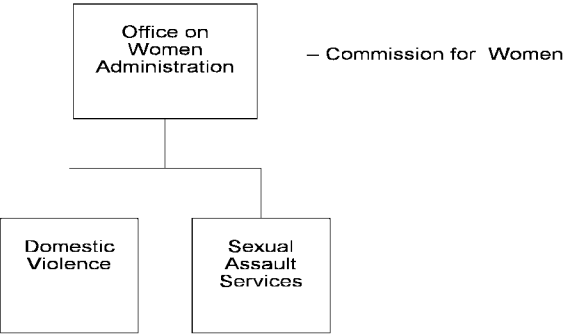 Office on
Women
Administration
– Commission for Women
Domestic
Violence
Sexual
Assault
Services